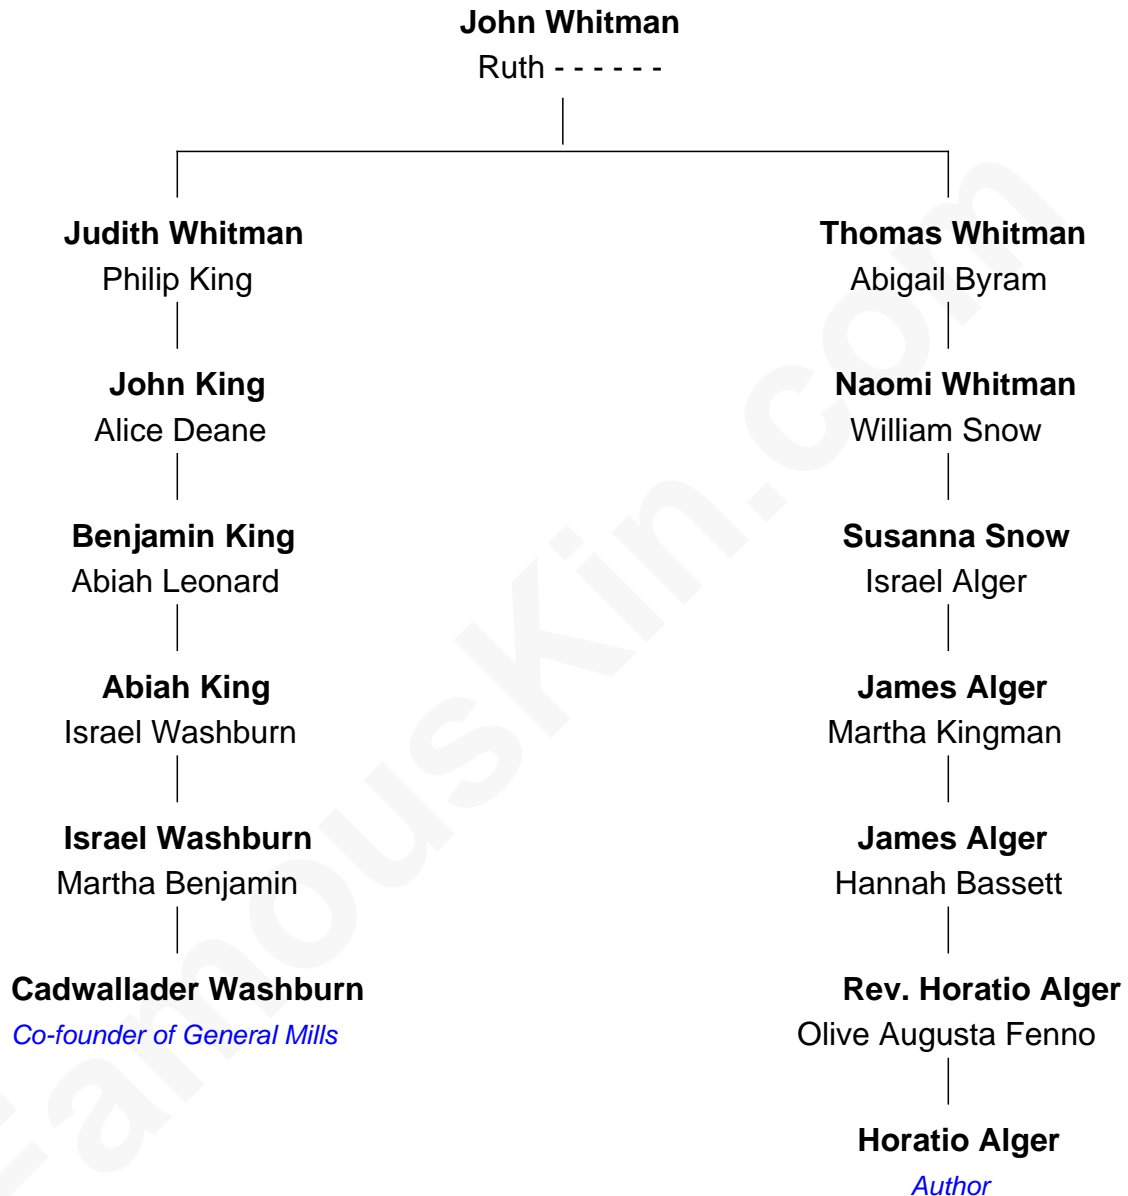 John Whitman
Ruth - - - - - -
Judith Whitman
Philip King
Thomas Whitman
Abigail Byram
John King
Alice Deane
Naomi Whitman
William Snow
Benjamin King
Abiah Leonard
Susanna Snow
Israel Alger
Abiah King
Israel Washburn
James Alger
Martha Kingman
Israel Washburn
Martha Benjamin
James Alger
Hannah Bassett
Cadwallader Washburn
Co-founder of General Mills
Rev. Horatio Alger
Olive Augusta Fenno
Horatio Alger
Author
FamousKin.com